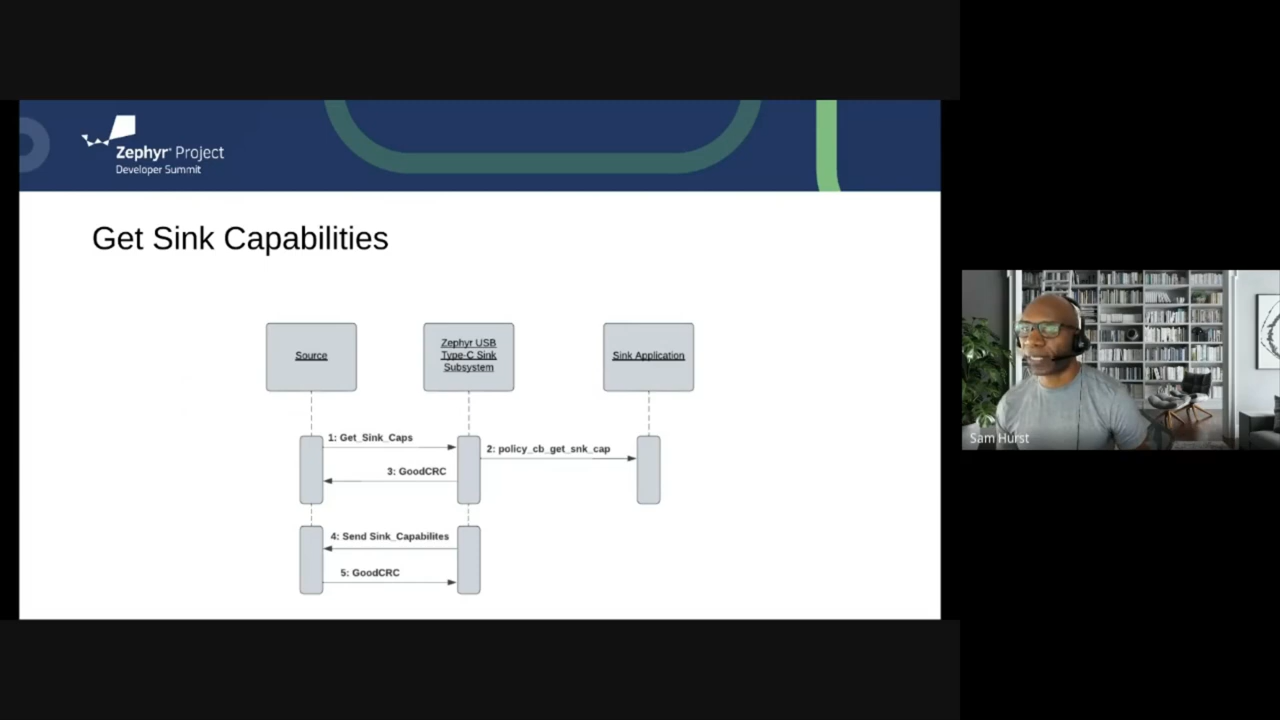 Zephyr® Project
Developer Summit
Get Sink Capabilities
Source
Zephyr USB
Type-C Sink
Subsystem
Sink Application
1: Get_Sink_Caps
2: policy_cb_get_snk_cap
3: GoodCRC
4: Send Sink_Capabilites
5: GoodCRC
Sam Hurst